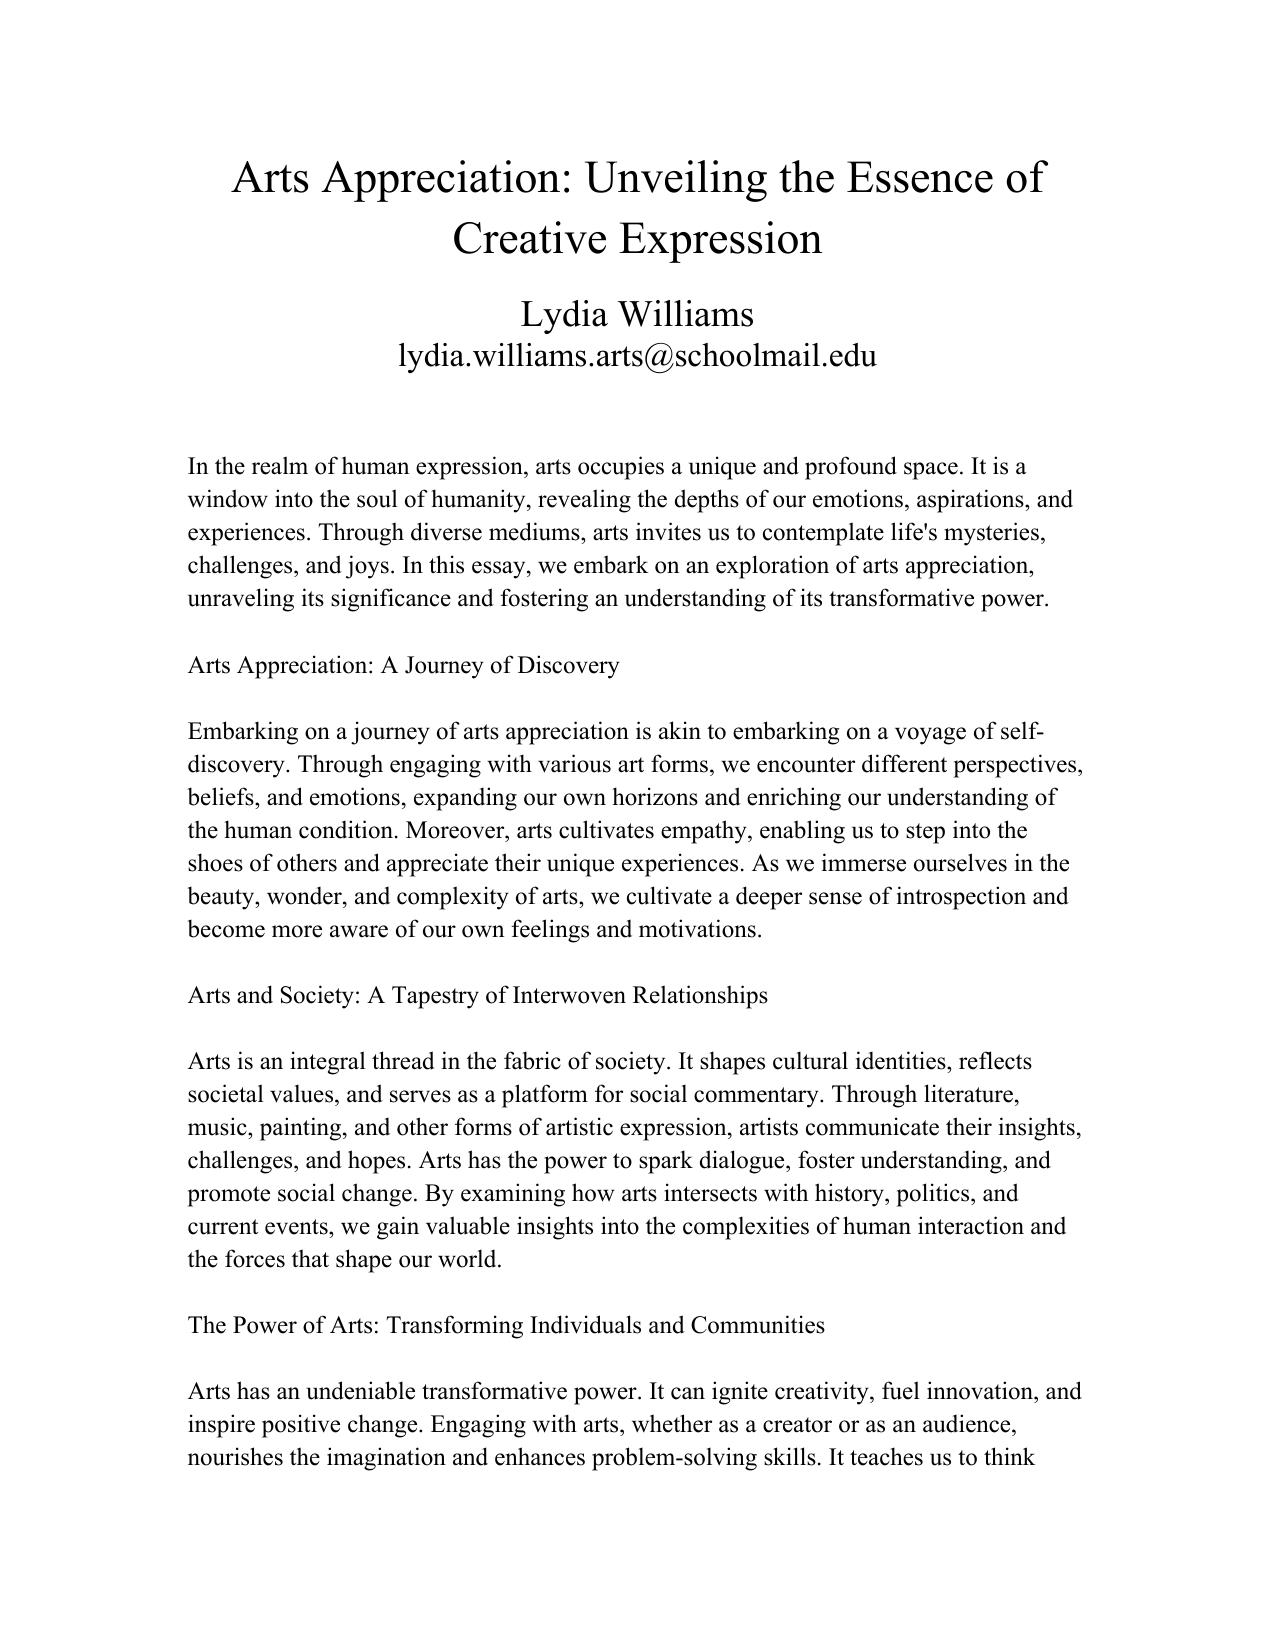 Arts Appreciation: Unveiling the Essence of
Creative Expression
Lydia Williams
lydia.williams.arts@schoolmail.edu
In the realm of human expression, arts occupies a unique and profound space. It is a
window into the soul of humanity, revealing the depths of our emotions, aspirations, and
experiences. Through diverse mediums, arts invites us to contemplate life's mysteries,
challenges, and joys. In this essay, we embark on an exploration of arts appreciation,
unraveling its significance and fostering an understanding of its transformative power.
Arts Appreciation: A Journey of Discovery
Embarking on a journey of arts appreciation is akin to embarking on a voyage of self-
discovery. Through engaging with various art forms, we encounter different perspectives,
beliefs, and emotions, expanding our own horizons and enriching our understanding of
the human condition. Moreover, arts cultivates empathy, enabling us to step into the
shoes of others and appreciate their unique experiences. As we immerse ourselves in the
beauty, wonder, and complexity of arts, we cultivate a deeper sense of introspection and
become more aware of our own feelings and motivations.
Arts and Society: A Tapestry of Interwoven Relationships
Arts is an integral thread in the fabric of society. It shapes cultural identities, reflects
societal values, and serves as a platform for social commentary. Through literature,
music, painting, and other forms of artistic expression, artists communicate their insights,
challenges, and hopes. Arts has the power to spark dialogue, foster understanding, and
promote social change. By examining how arts intersects with history, politics, and
current events, we gain valuable insights into the complexities of human interaction and
the forces that shape our world.
The Power of Arts: Transforming Individuals and Communities
Arts has an undeniable transformative power. It can ignite creativity, fuel innovation, and
inspire positive change. Engaging with arts, whether as a creator or as an audience,
nourishes the imagination and enhances problem-solving skills. It teaches us to think